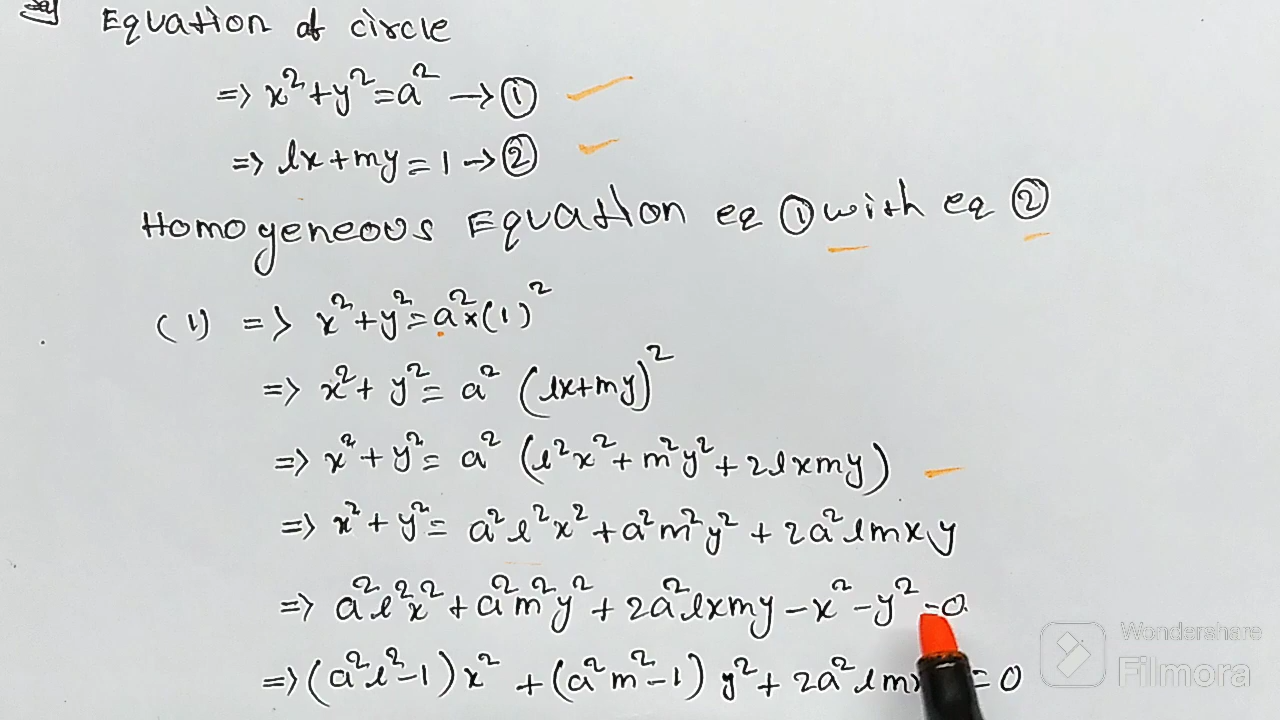 Equation of circle
=> x²+y²=a² → ①
=> lx+my=1 → ②
Homogeneous Equation eq ① with eq ②
(1) => x²+y²=a²×(1)²
=> x²+y²= a² (lx+my)²
=> x²+y²= a² (l²x²+m²y²+2lxmy)
=> x²+y²= a²l²x²+a²m²y²+2a²lmxy
=> a²l²x²+a²m²y²+2a²lxmy-x²-y²=0
=> (a²l²-1)x² + (a²m²-1)y²+2a²lmx =0
Wondershare
Filmora